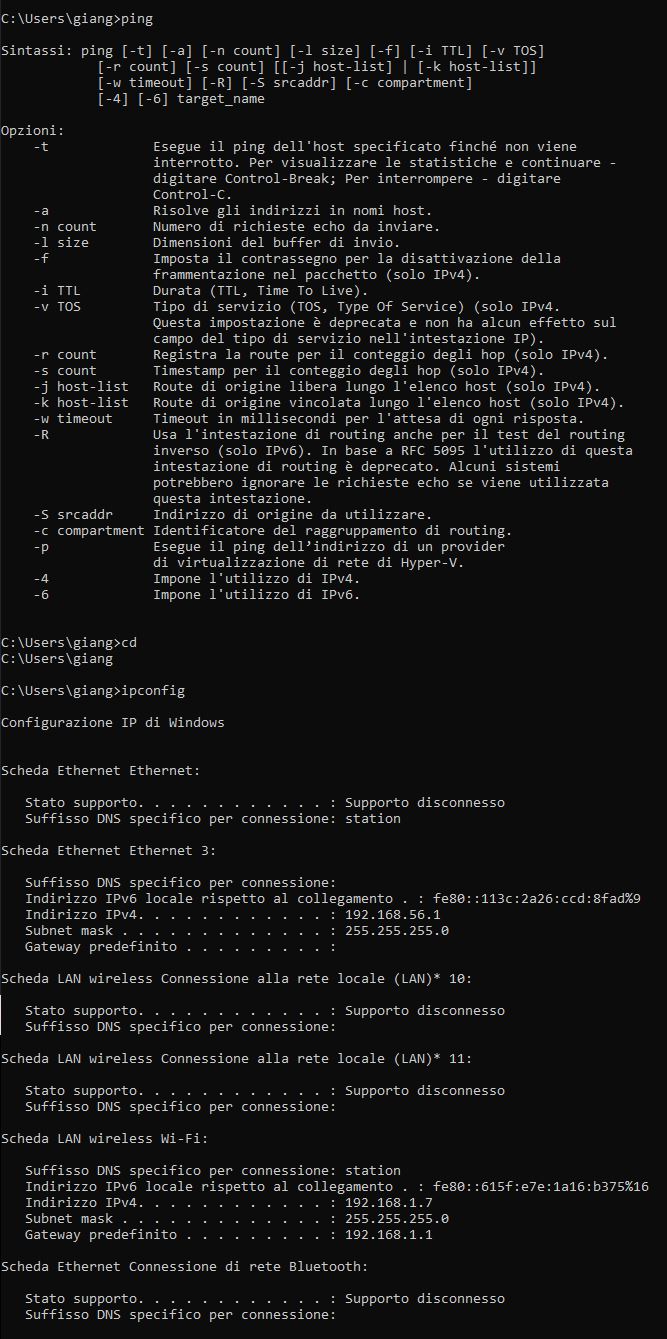 C:\Users\giang>ping

Sintassi: ping [-t] [-a] [-n count] [-l size] [-f] [-i TTL] [-v TOS]
            [-r count] [-s count] [[-j host-list] | [-k host-list]]
            [-w timeout] [-R] [-S srcaddr] [-c compartment]
            [-4] [-6] target_name

Opzioni:
    -t             Esegue il ping dell'host specificato finché non viene
                   interrotto. Per visualizzare le statistiche e continuare -
                   digitare Control-Break; Per interrompere - digitare
                   Control-C.
    -a             Risolve gli indirizzi in nomi host.
    -n count       Numero di richieste echo da inviare.
    -l size        Dimensioni del buffer di invio.
    -f             Imposta il contrassegno per la disattivazione della
                   frammentazione nel pacchetto (solo IPv4).
    -i TTL         Durata (TTL, Time To Live).
    -v TOS         Tipo di servizio (TOS, Type Of Service) (solo IPv4.
                   Questa impostazione è deprecata e non ha alcun effetto sul
                   campo del tipo di servizio nell'intestazione IP).
    -r count       Registra la route per il conteggio degli hop (solo IPv4).
    -s count       Timestamp per il conteggio degli hop (solo IPv4).
    -j host-list   Route di origine libera lungo l'elenco host (solo IPv4).
    -k host-list   Route di origine vincolata lungo l'elenco host (solo IPv4).
    -w timeout     Timeout in millisecondi per l'attesa di ogni risposta.
    -R             Usa l'intestazione di routing anche per il test del routing
                   inverso (solo IPv6). In base a RFC 5095 l'utilizzo di questa
                   intestazione di routing è deprecato. Alcuni sistemi
                   potrebbero ignorare le richieste echo se viene utilizzata
                   questa intestazione.
    -S srcaddr     Indirizzo di origine da utilizzare.
    -c compartment Identificatore del raggruppamento di routing.
    -p             Esegue il ping dell’indirizzo di un provider
                   di virtualizzazione di rete di Hyper-V.
    -4             Impone l'utilizzo di IPv4.
    -6             Impone l'utilizzo di IPv6.


C:\Users\giang>cd
C:\Users\giang

C:\Users\giang>ipconfig

Configurazione IP di Windows


Scheda Ethernet Ethernet:

   Stato supporto. . . . . . . . . . . . : Supporto disconnesso
   Suffisso DNS specifico per connessione: station

Scheda Ethernet Ethernet 3:

   Suffisso DNS specifico per connessione:
   Indirizzo IPv6 locale rispetto al collegamento . : fe80::113c:2a26:ccd:8fad%9
   Indirizzo IPv4. . . . . . . . . . . . : 192.168.56.1
   Subnet mask . . . . . . . . . . . . . : 255.255.255.0
   Gateway predefinito . . . . . . . . . :

Scheda LAN wireless Connessione alla rete locale (LAN)* 10:

   Stato supporto. . . . . . . . . . . . : Supporto disconnesso
   Suffisso DNS specifico per connessione:

Scheda LAN wireless Connessione alla rete locale (LAN)* 11:

   Stato supporto. . . . . . . . . . . . : Supporto disconnesso
   Suffisso DNS specifico per connessione:

Scheda LAN wireless Wi-Fi:

   Suffisso DNS specifico per connessione: station
   Indirizzo IPv6 locale rispetto al collegamento . : fe80::615f:e7e:1a16:b375%16
   Indirizzo IPv4. . . . . . . . . . . . : 192.168.1.7
   Subnet mask . . . . . . . . . . . . . : 255.255.255.0
   Gateway predefinito . . . . . . . . . : 192.168.1.1

Scheda Ethernet Connessione di rete Bluetooth:

   Stato supporto. . . . . . . . . . . . : Supporto disconnesso
   Suffisso DNS specifico per connessione: